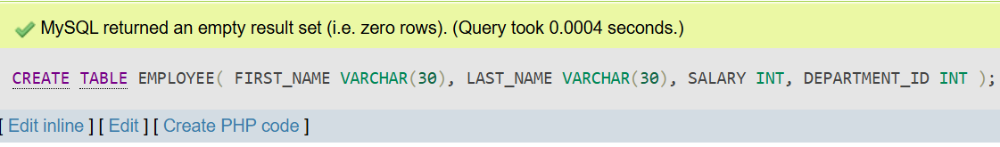 MySQL returned an empty result set (i.e. zero rows). (Query took 0.0004 seconds.)
CREATE TABLE EMPLOYEE( FIRST_NAME VARCHAR(30), LAST_NAME VARCHAR(30), SALARY INT, DEPARTMENT_ID INT );
[ Edit inline ] [ Edit ] [ Create PHP code ]